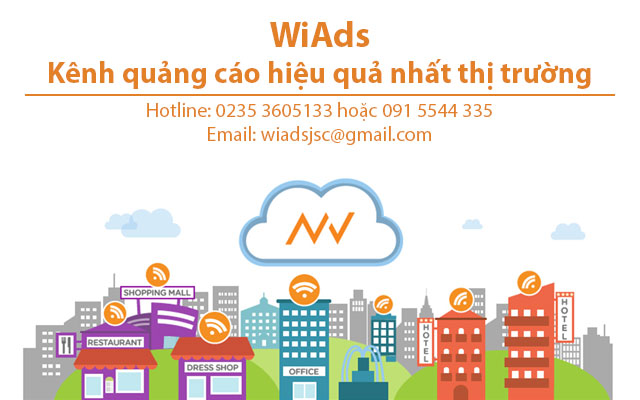 WiAds
Kênh quảng cáo hiệu quả nhất thị trường
Hotline: 0235 3605133 hoặc 091 5544 335
Email: wiadsjsc@gmail.com
SHOPPING MALL
RESTAURANT
DRESS SHOP
OFFICE
HOTEL
HOTEL